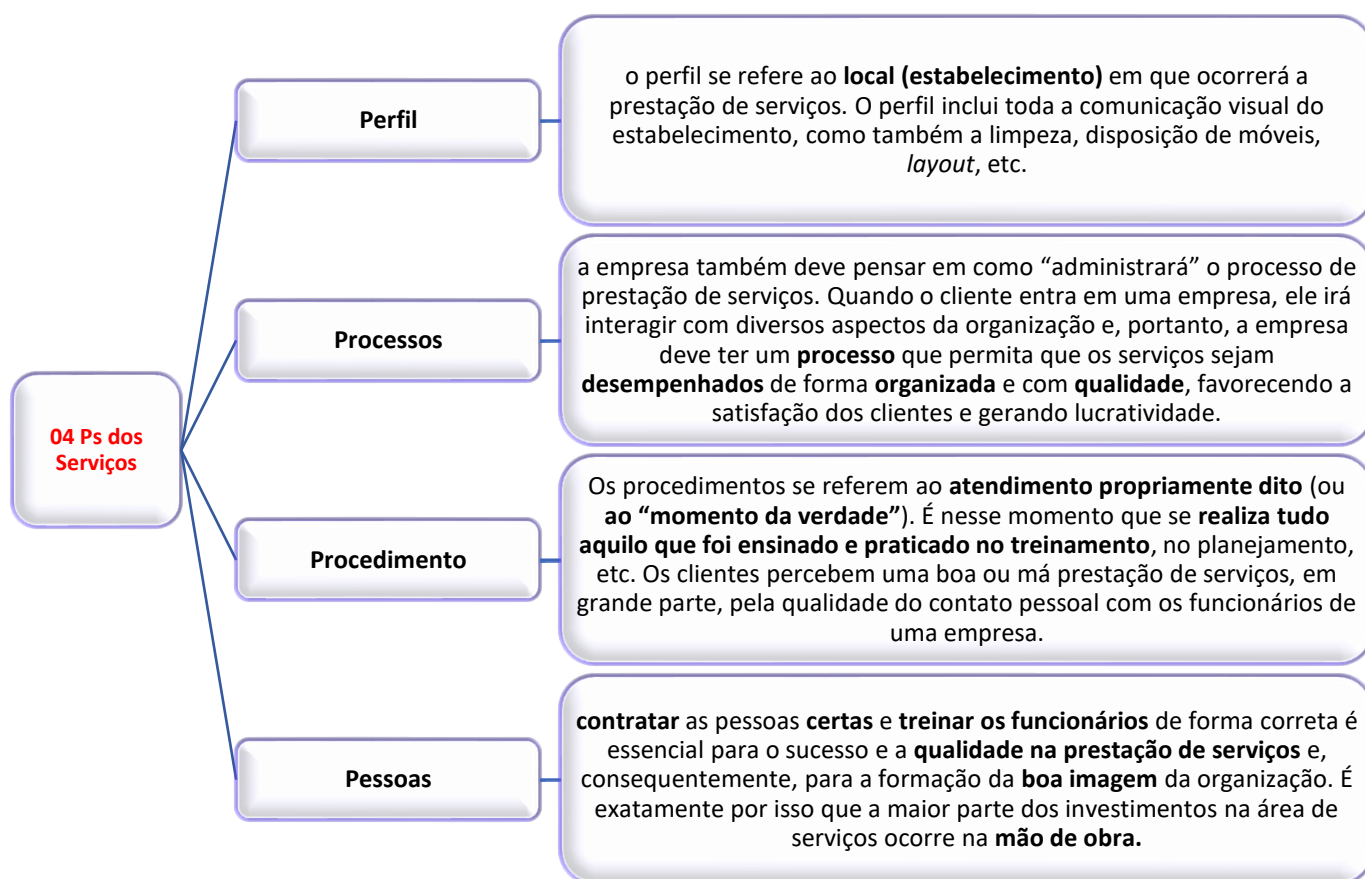 04 Ps dos
Serviços
Perfil
o perfil se refere ao local (estabelecimento) em que ocorrerá a
prestação de serviços. O perfil inclui toda a comunicação visual do
estabelecimento, como também a limpeza, disposição de móveis,
layout, etc.
Processos
a empresa também deve pensar em como “administrará” o processo de
prestação de serviços. Quando o cliente entra em uma empresa, ele irá
interagir com diversos aspectos da organização e, portanto, a empresa
deve ter um processo que permita que os serviços sejam
desempenhados de forma organizada e com qualidade, favorecendo a
satisfação dos clientes e gerando lucratividade.
Procedimento
Os procedimentos se referem ao atendimento propriamente dito (ou
ao “momento da verdade”). É nesse momento que se realiza tudo
aquilo que foi ensinado e praticado no treinamento, no planejamento,
etc. Os clientes percebem uma boa ou má prestação de serviços, em
grande parte, pela qualidade do contato pessoal com os funcionários de
uma empresa.
Pessoas
contratar as pessoas certas e treinar os funcionários de forma correta é
essencial para o sucesso e a qualidade na prestação de serviços e,
consequentemente, para a formação da boa imagem da organização. É
exatamente por isso que a maior parte dos investimentos na área de
serviços ocorre na mão de obra.